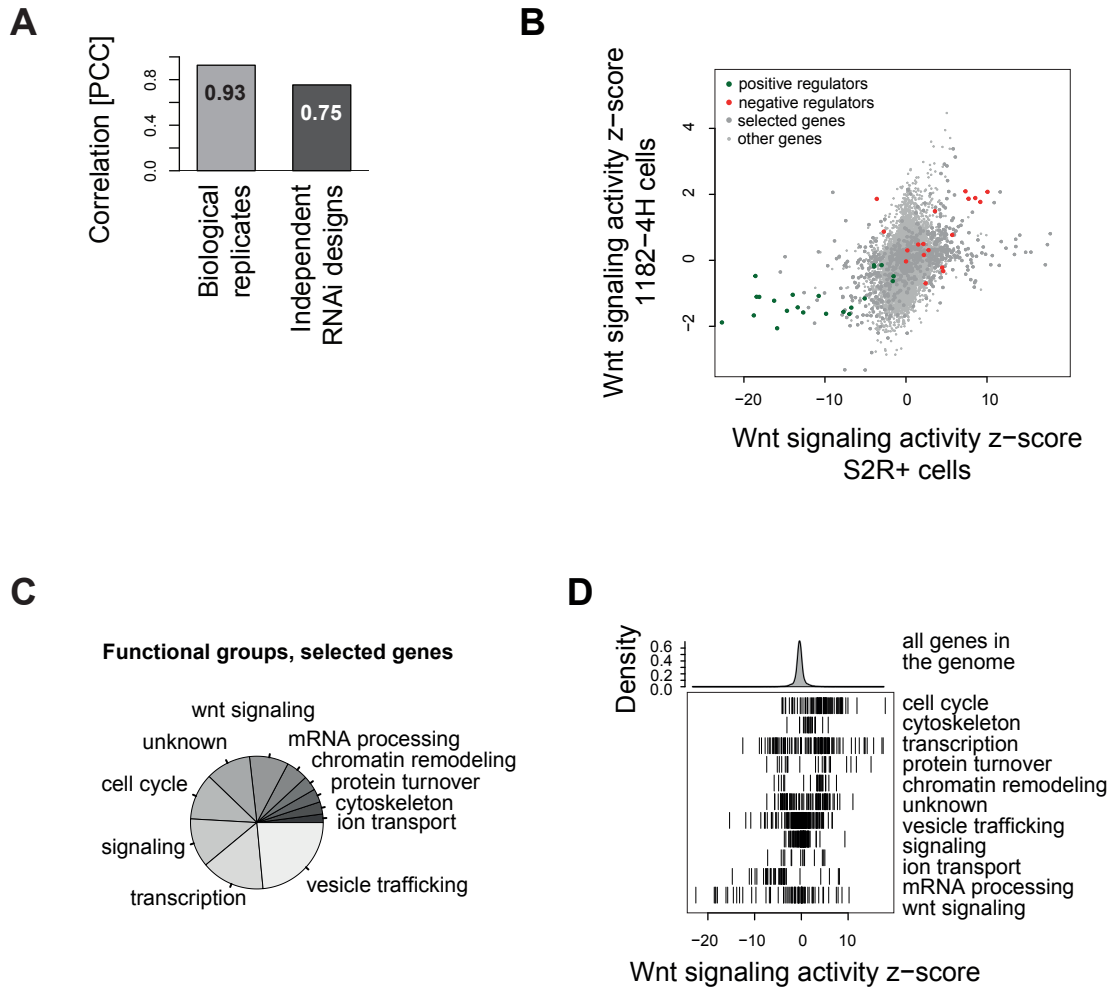 A
Correlation [PCC]
0.0
0.4
0.8
0.93
0.75
Biological
replicates
Independent
RNAi designs
B
Wnt signaling activity z−score
1182−4H cells
4
2
0
−2
positive regulators
negative regulators
selected genes
other genes
−20
−10
0
10
Wnt signaling activity z−score
S2R+ cells
C
Functional groups, selected genes
wnt signaling
mRNA processing
unknown
chromatin remodeling
cell cycle
protein turnover
cytoskeleton
ion transport
signaling
vesicle trafficking
transcription
D
Density
0.6
0.4
0.2
0.0
all genes in
the genome
cell cycle
cytoskeleton
transcription
protein turnover
chromatin remodeling
unknown
vesicle trafficking
signaling
ion transport
mRNA processing
wnt signaling
−20
−10
0
10
Wnt signaling activity z−score